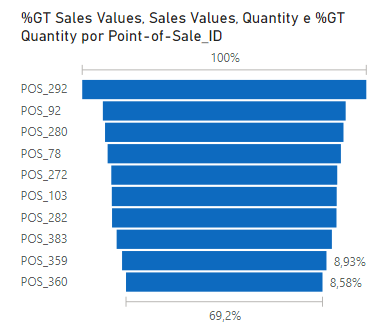 %GT Sales Values, Sales Values, Quantity e %GT
Quantity por Point-of-Sale_ID
100%
POS_292
POS_92
POS_280
POS_78
POS_272
POS_103
POS_282
POS_383
POS_359 8,93%
POS_360 8,58%
69,2%